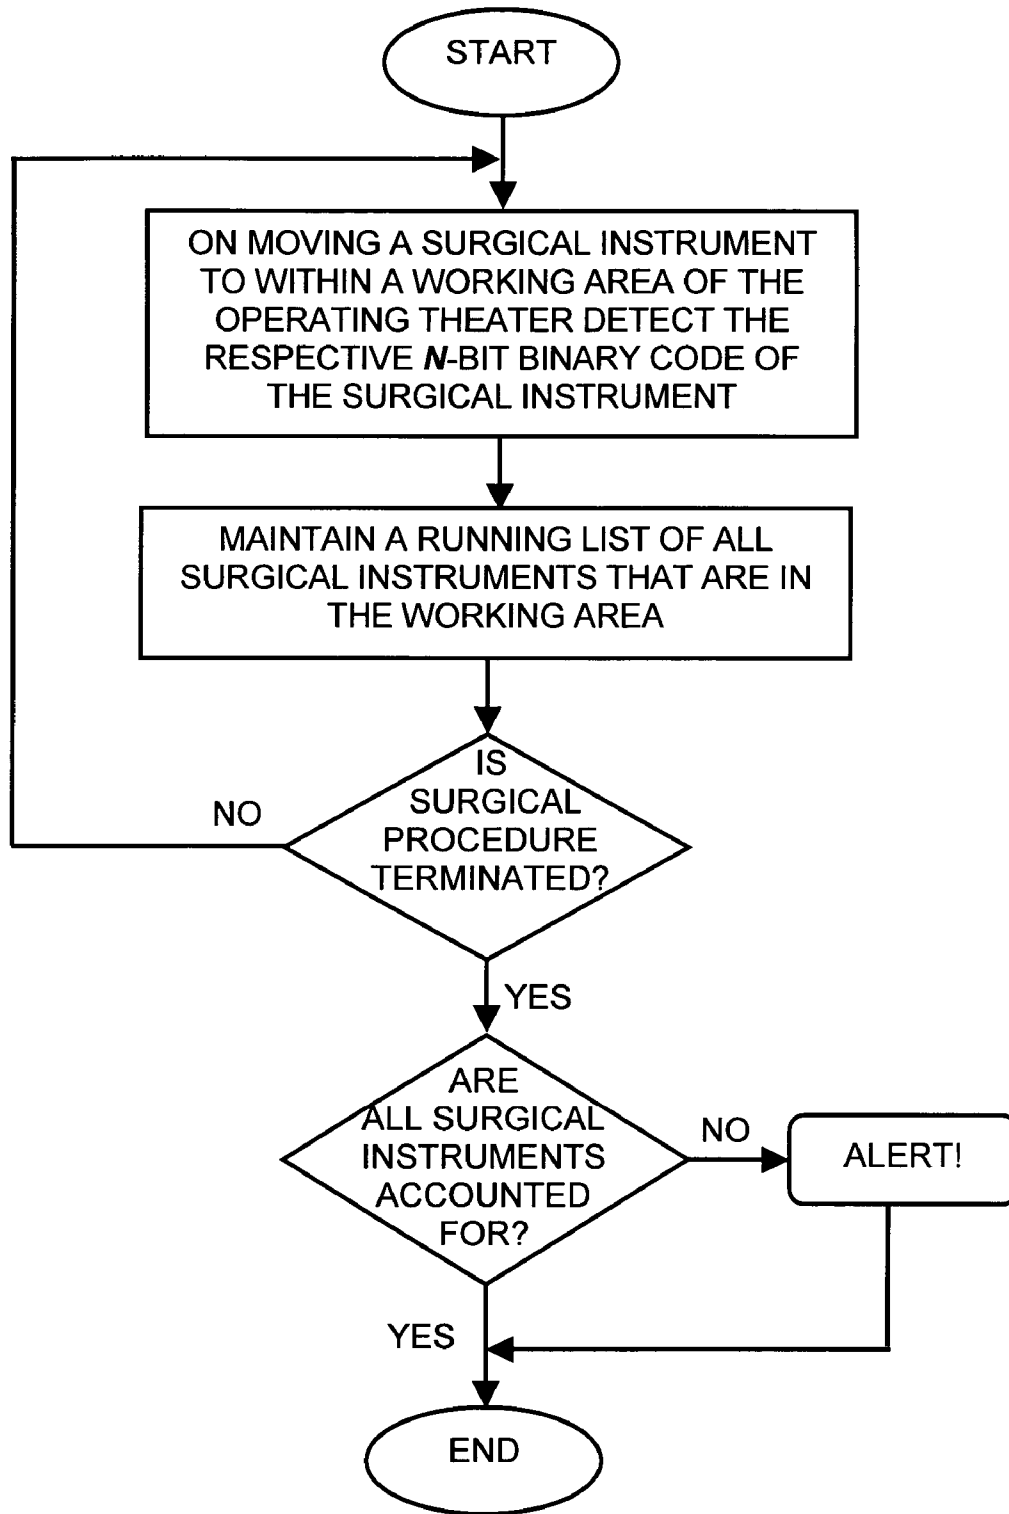 START
ON MOVING A SURGICAL INSTRUMENT
TO WITHIN A WORKING AREA OF THE
OPERATING THEATER DETECT THE
RESPECTIVE N-BIT BINARY CODE OF
THE SURGICAL INSTRUMENT
MAINTAIN A RUNNING LIST OF ALL
SURGICAL INSTRUMENTS THAT ARE IN
THE WORKING AREA
IS
SURGICAL
PROCEDURE
TERMINATED?
NO
YES
ARE
ALL SURGICAL
INSTRUMENTS
ACCOUNTED
FOR?
NO
ALERT!
YES
END